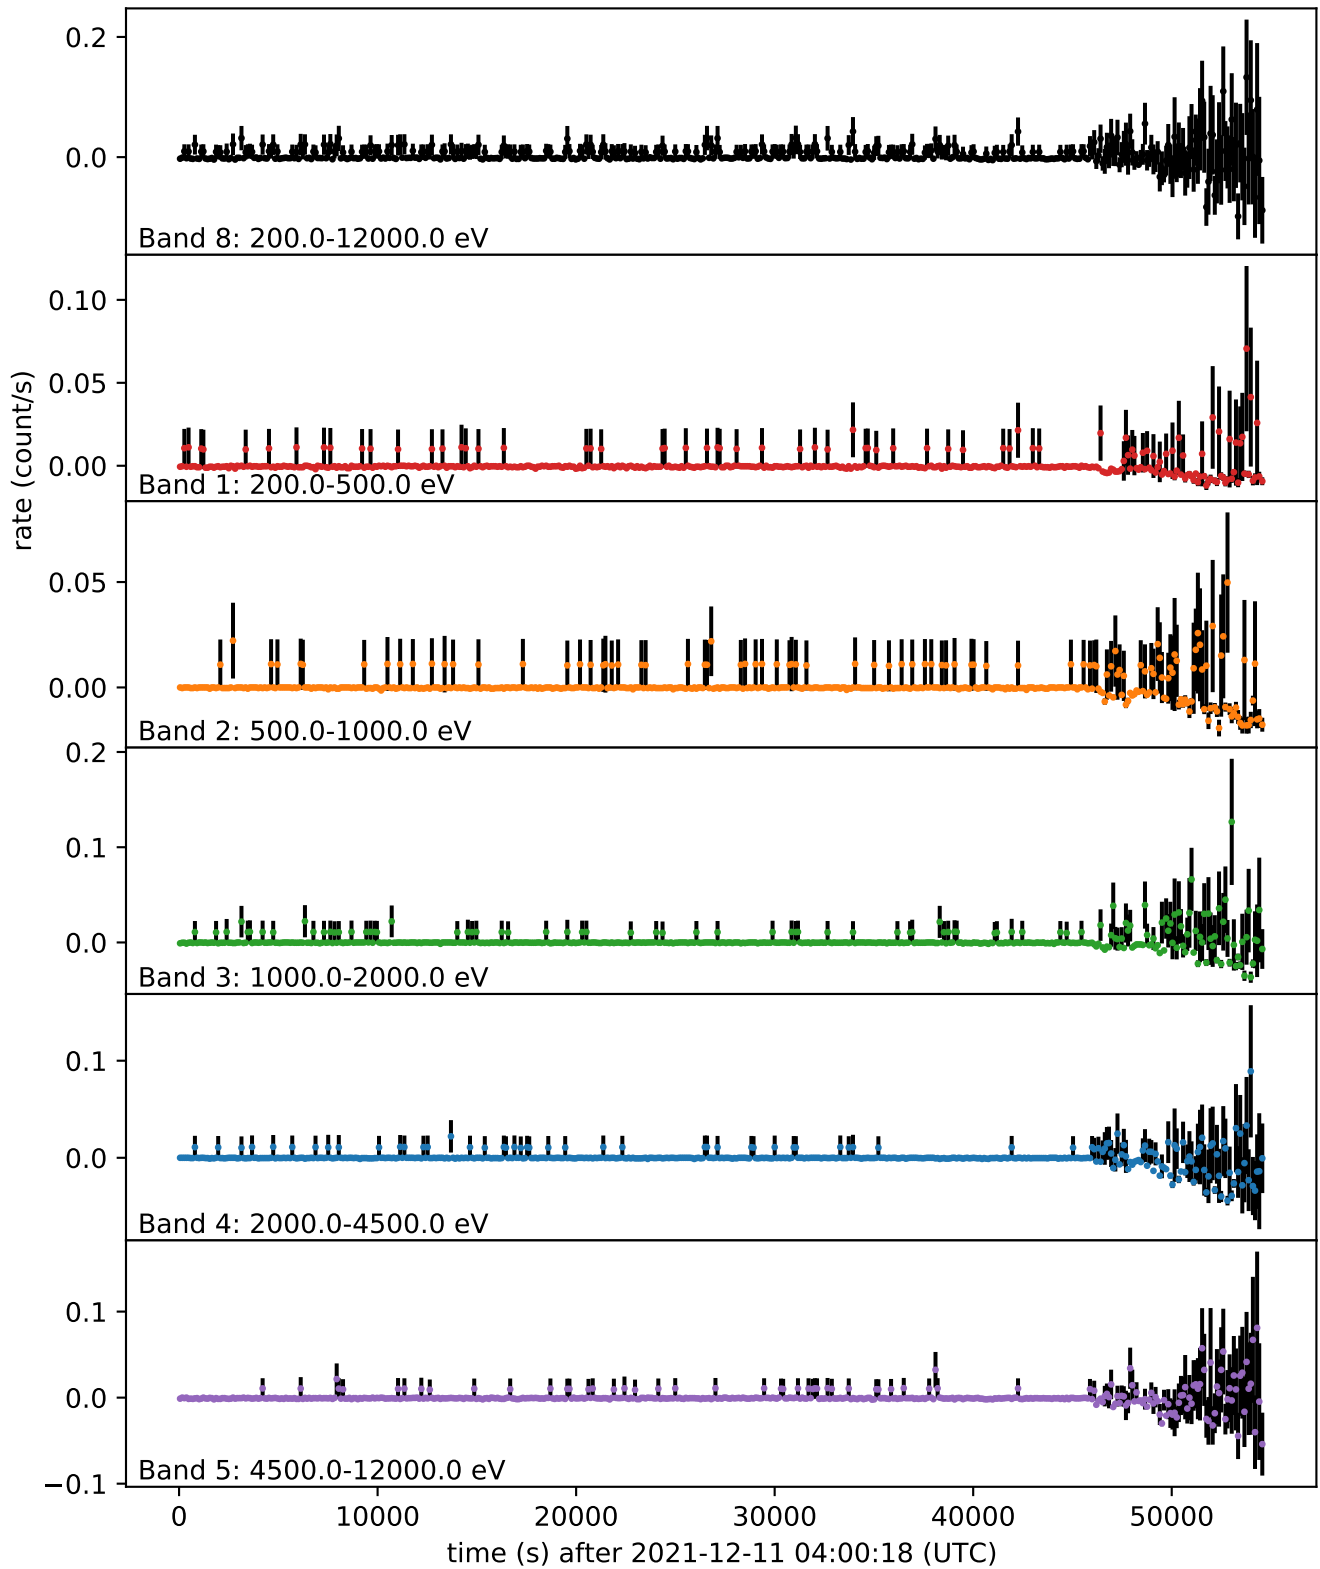 0.2
0.0
Band 8: 200.0-12000.0 eV
0.10
0.05
0.00
Band 1: 200.0-500.0 eV
rate (count/s)
0.05
0.00
Band 2: 500.0-1000.0 eV
0.2
0.1
0.0
Band 3: 1000.0-2000.0 eV
0.1
0.0
Band 4: 2000.0-4500.0 eV
0.1
0.0
−0.1
Band 5: 4500.0-12000.0 eV
0 10000 20000 30000 40000 50000
time (s) after 2021-12-11 04:00:18 (UTC)